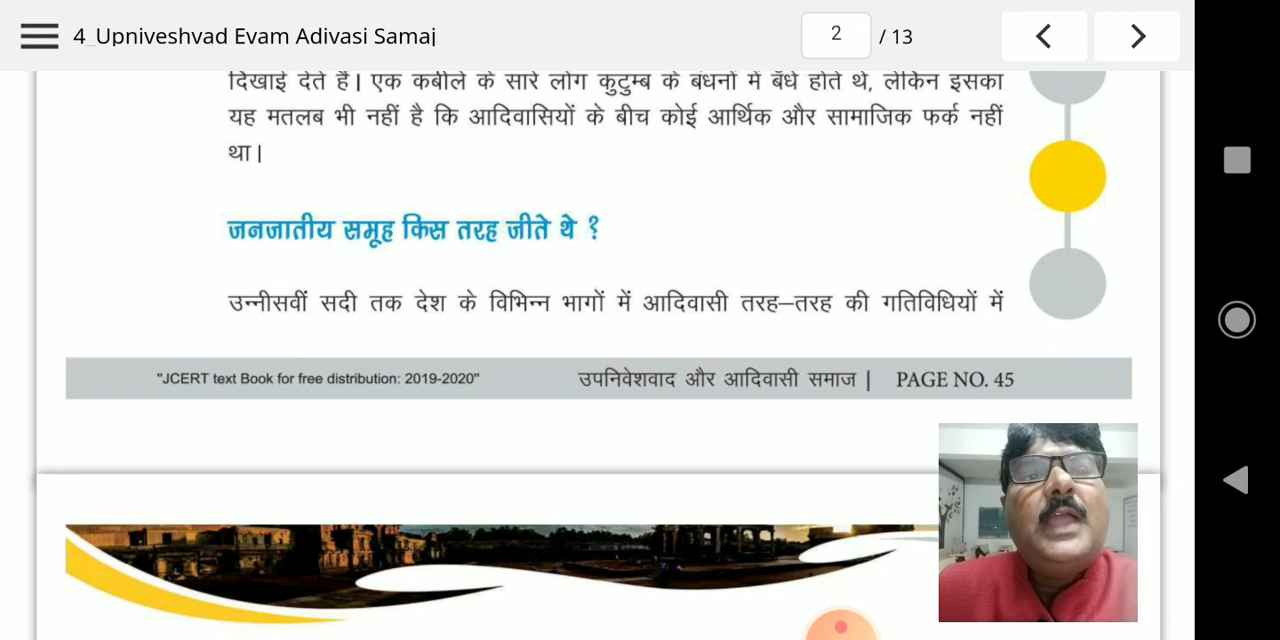 4_Upniveshvad Evam Adivasi Samaj
2 / 13
दिखाई देते हैं। एक कबीले के सारे लोग कुटुम्ब के बंधनों में बँधे होते थे, लेकिन इसका
यह मतलब भी नहीं है कि आदिवासियों के बीच कोई आर्थिक और सामाजिक फर्क नहीं
था।
जनजातीय समूह किस तरह जीते थे ?
उन्नीसवीं सदी तक देश के विभिन्न भागों में आदिवासी तरह–तरह की गतिविधियों में
"JCERT text Book for free distribution: 2019-2020" उपनिवेशवाद और आदिवासी समाज | PAGE NO. 45